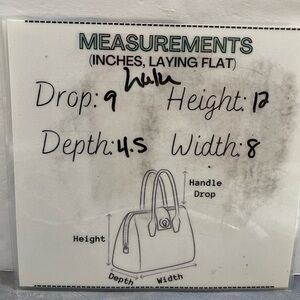 MEASUREMENTS
(INCHES, LAYING FLAT)
Drop: 9 Height: 12
Depth: 4.5 Width: 8
Handle
Drop
Height
Depth Width